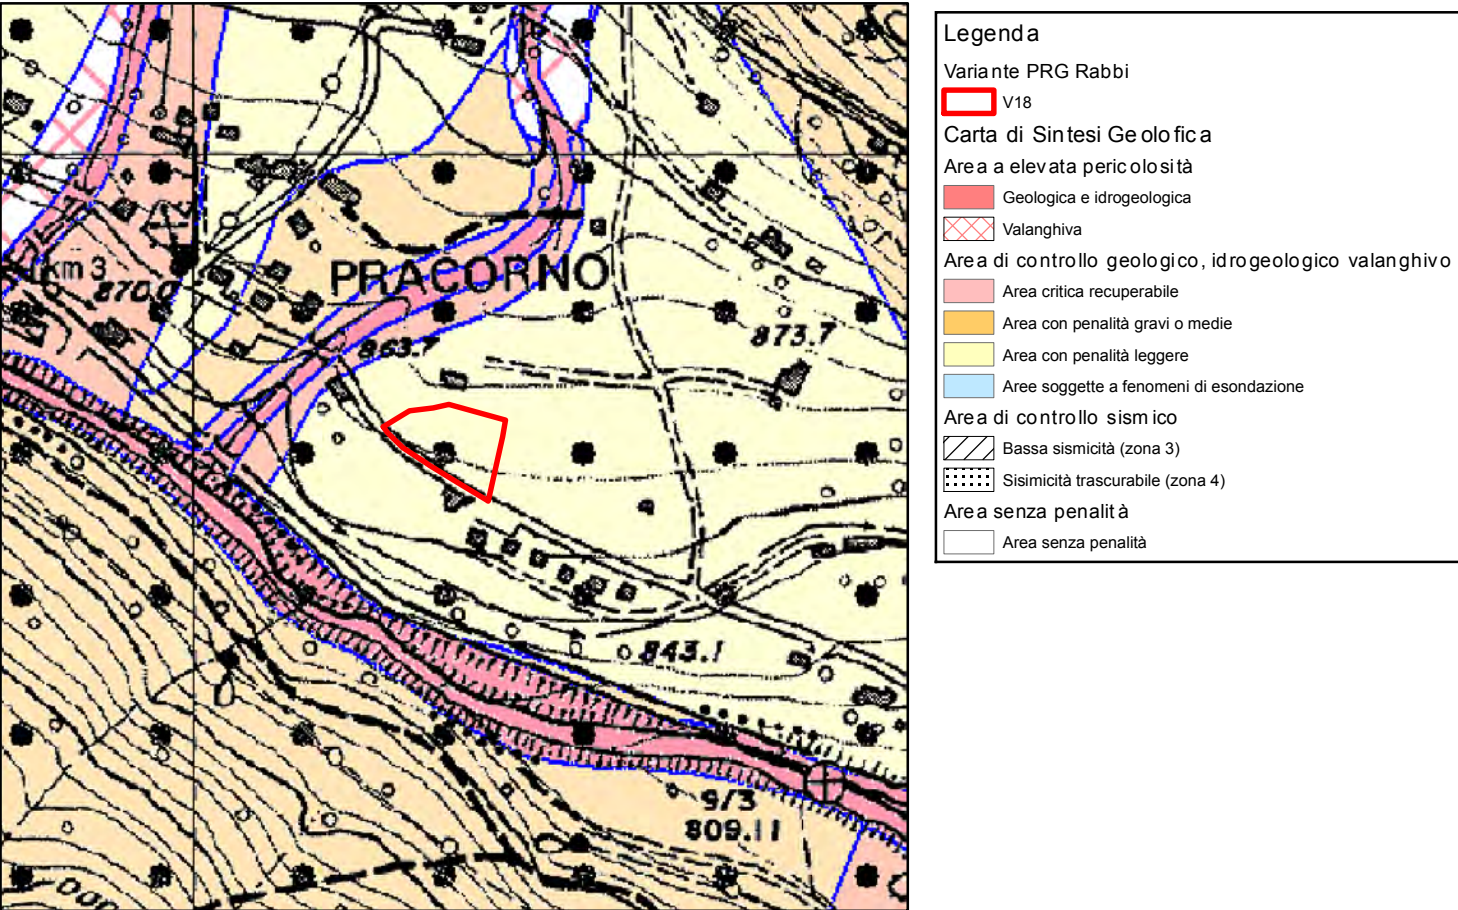 PRACORNO
km 3
870.0
863.7
873.7
843.1
9/3
809.11
Legenda
Variante PRG Rabbi
V18
Carta di Sintesi Geolofica
Area a elevata pericolosità
Geologica e idrogeologica
Valanghiva
Area di controllo geologico, idrogeologico valanghivo
Area critica recuperabile
Area con penalità gravi o medie
Area con penalità leggere
Aree soggette a fenomeni di esondazione
Area di controllo sismico
Bassa sismicità (zona 3)
Sisimicità trascurabile (zona 4)
Area senza penalità
Area senza penalità